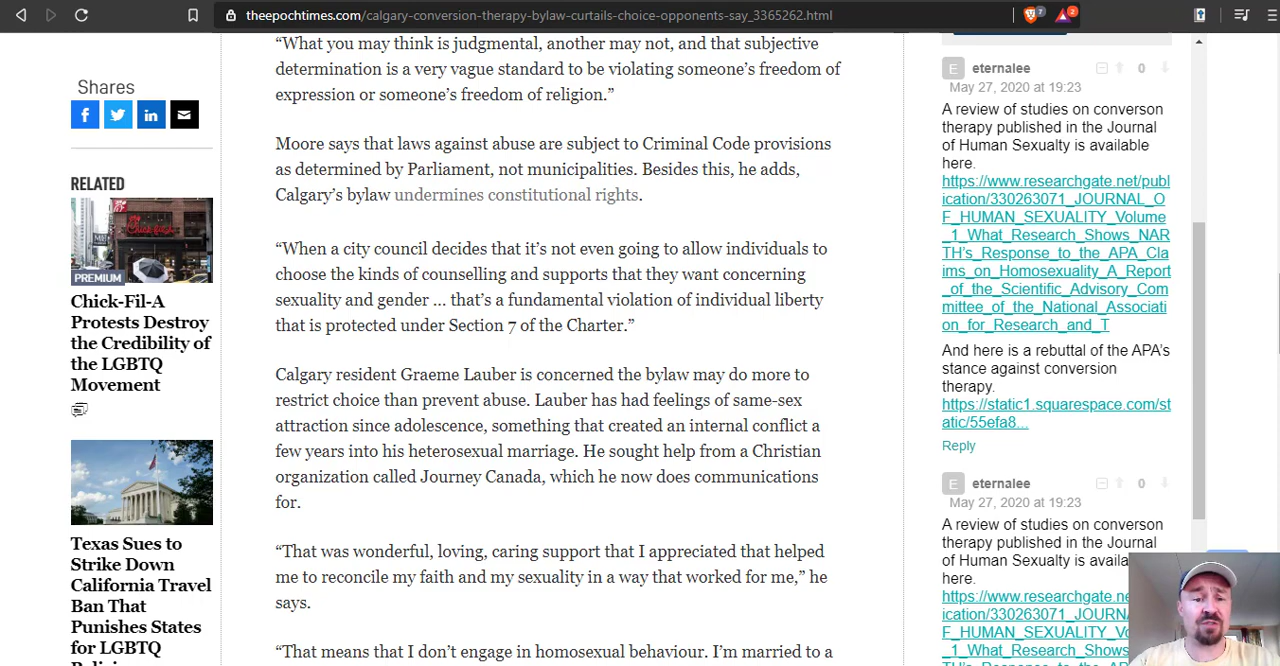 theepochtimes.com/calgary-conversion-therapy-bylaw-curtails-choice-opponents-say_3365262.html
7
2
Shares
RELATED
PREMIUM
Chick-Fil-A
Protests Destroy
the Credibility of
the LGBTQ
Movement
Texas Sues to
Strike Down
California Travel
Ban That
Punishes States
for LGBTQ
“What you may think is judgmental, another may not, and that subjective
determination is a very vague standard to be violating someone’s freedom of
expression or someone’s freedom of religion.”
Moore says that laws against abuse are subject to Criminal Code provisions
as determined by Parliament, not municipalities. Besides this, he adds,
Calgary’s bylaw undermines constitutional rights.
“When a city council decides that it’s not even going to allow individuals to
choose the kinds of counselling and supports that they want concerning
sexuality and gender ... that’s a fundamental violation of individual liberty
that is protected under Section 7 of the Charter.”
Calgary resident Graeme Lauber is concerned the bylaw may do more to
restrict choice than prevent abuse. Lauber has had feelings of same-sex
attraction since adolescence, something that created an internal conflict a
few years into his heterosexual marriage. He sought help from a Christian
organization called Journey Canada, which he now does communications
for.
“That was wonderful, loving, caring support that I appreciated that helped
me to reconcile my faith and my sexuality in a way that worked for me,” he
says.
“That means that I don’t engage in homosexual behaviour. I’m married to a
E eternalee 0
May 27, 2020 at 19:23
A review of studies on converson
therapy published in the Journal
of Human Sexualty is available
here.
https://www.researchgate.net/publ
ication/330263071_JOURNAL_O
F_HUMAN_SEXUALITY_Volume
_1_What_Research_Shows_NAR
TH’s_Response_to_the_APA_Cla
ims_on_Homosexuality_A_Report
_of_the_Scientific_Advisory_Com
mittee_of_the_National_Associati
on_for_Research_and_T
And here is a rebuttal of the APA’s
stance against conversion
therapy.
https://static1.squarespace.com/st
atic/55efa8...
Reply
E eternalee 0
May 27, 2020 at 19:23
A review of studies on converson
therapy published in the Journal
of Human Sexualty is availa
here.
https://www.researchgate.ne
ication/330263071_JOURNA
F_HUMAN_SEXUALITY_Vo
_1_What_Research_Shows